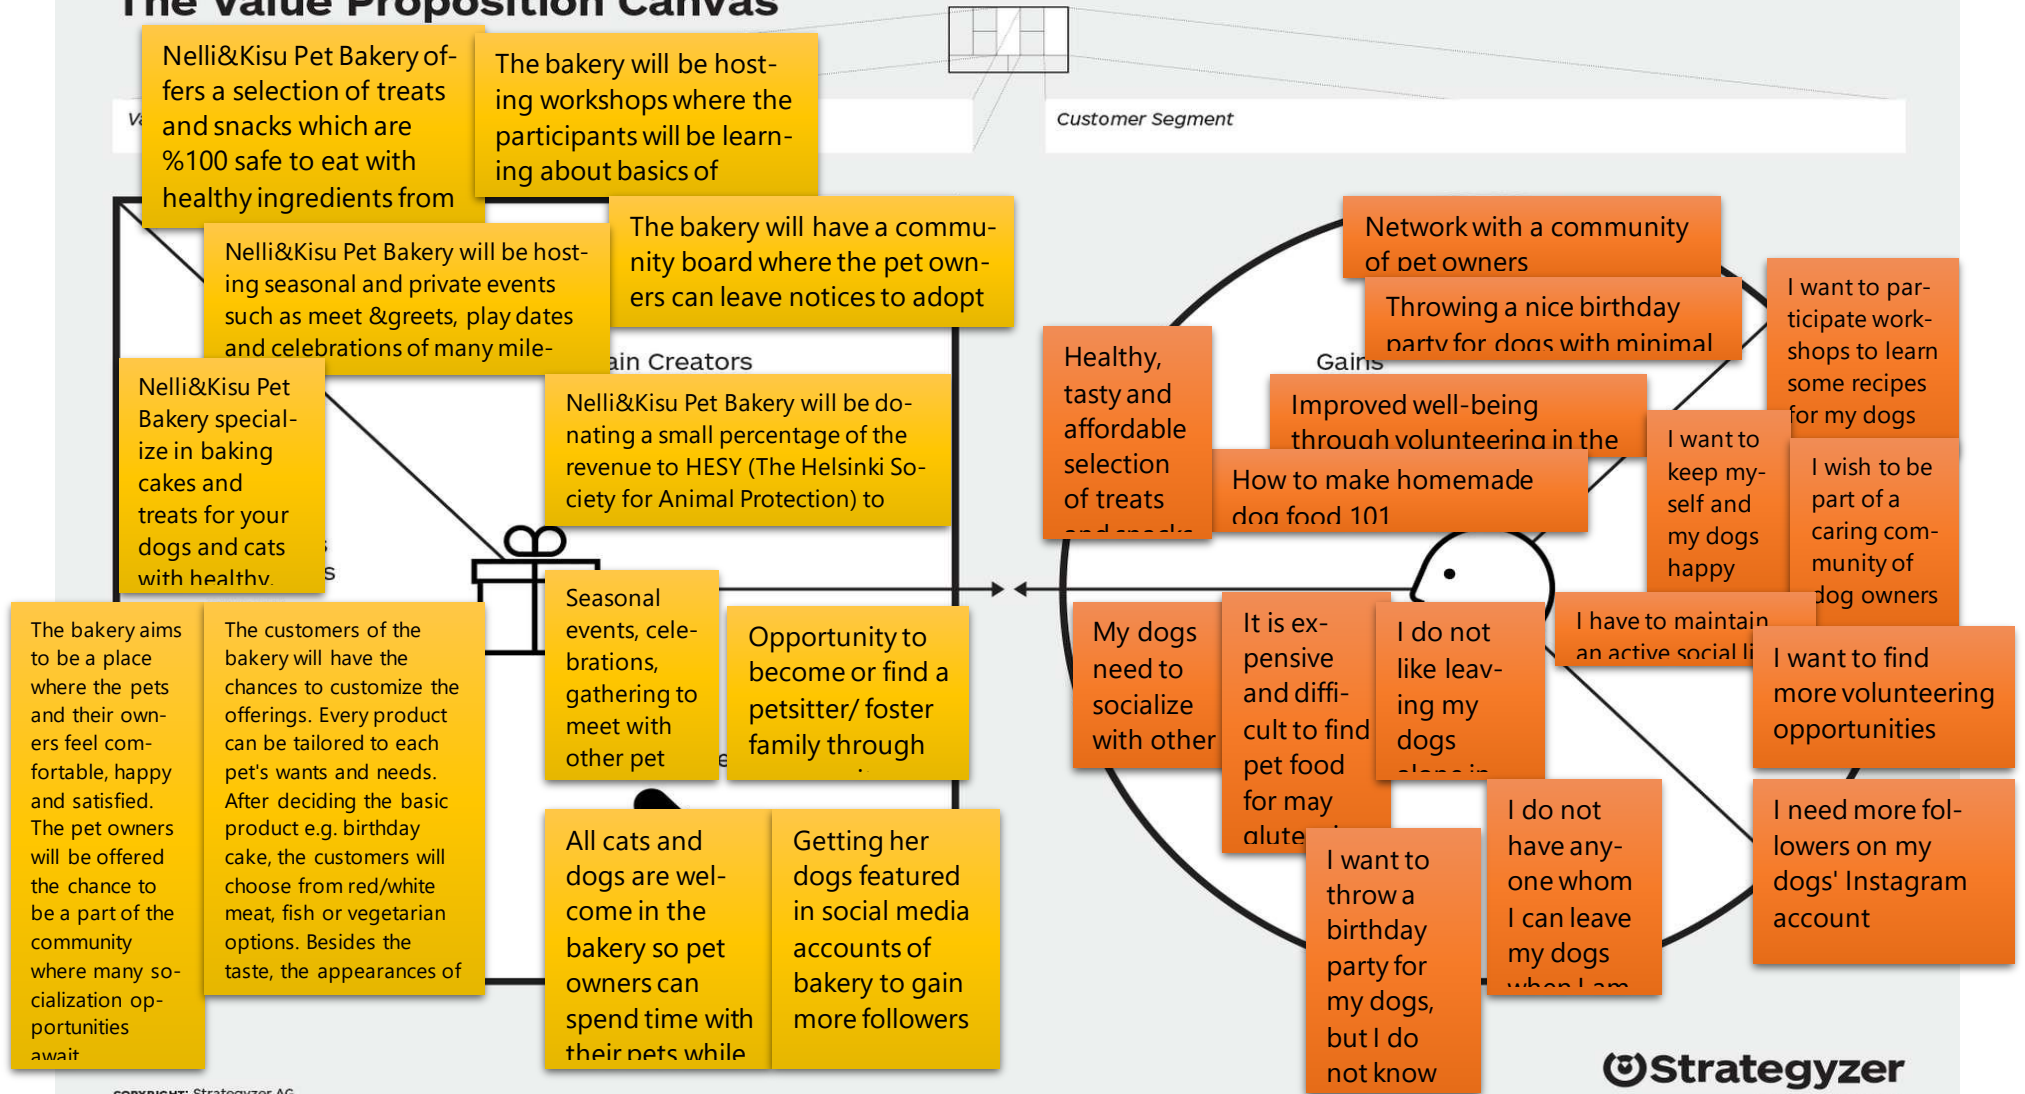 The Value Proposition Canvas
Nelli&Kisu Pet Bakery of-
fers a selection of treats
and snacks which are
%100 safe to eat with
healthy ingredients from
The bakery will be host-
ing workshops where the
participants will be learn-
ing about basics of
Customer Segment
Nelli&Kisu Pet Bakery will be host-
ing seasonal and private events
such as meet &greets, play dates
and celebrations of many mile-
The bakery will have a commu-
nity board where the pet own-
ers can leave notices to adopt
ain Creators
Nelli&Kisu Pet
Bakery special-
ize in baking
cakes and
treats for your
dogs and cats
with healthy.
Nelli&Kisu Pet Bakery will be do-
nating a small percentage of the
revenue to HESY (The Helsinki So-
ciety for Animal Protection) to
s
The bakery aims
to be a place
where the pets
and their own-
ers feel com-
fortable, happy
and satisfied.
The pet owners
will be offered
the chance to
be a part of the
community
where many so-
cialization op-
portunities
await
The customers of the
bakery will have the
chances to customize the
offerings. Every product
can be tailored to each
pet's wants and needs.
After deciding the basic
product e.g. birthday
cake, the customers will
choose from red/white
meat, fish or vegetarian
options. Besides the
taste, the appearances of
Seasonal
events, cele-
brations,
gathering to
meet with
other pet
Opportunity to
become or find a
petsitter/ foster
family through
All cats and
dogs are wel-
come in the
bakery so pet
owners can
spend time with
their pets while
Getting her
dogs featured
in social media
accounts of
bakery to gain
more followers
Network with a community
of pet owners
Throwing a nice birthday
party for dogs with minimal
I want to par-
ticipate work-
shops to learn
some recipes
for my dogs
Healthy,
tasty and
affordable
selection
of treats
and snacks
Gains
Improved well-being
through volunteering in the
How to make homemade
dog food 101
I want to
keep my-
self and
my dogs
happy
I wish to be
part of a
caring com-
munity of
dog owners
I have to maintain
an active social li
My dogs
need to
socialize
with other
It is ex-
pensive
and diffi-
cult to find
pet food
for may
glute
I do not
like leav-
ing my
dogs
alone in
I want to find
more volunteering
opportunities
I want to
throw a
birthday
party for
my dogs,
but I do
not know
I do not
have any-
one whom
I can leave
my dogs
when I am
I need more fol-
lowers on my
dogs' Instagram
account
Strategyzer
COPYRIGHT: Strategyzer AG